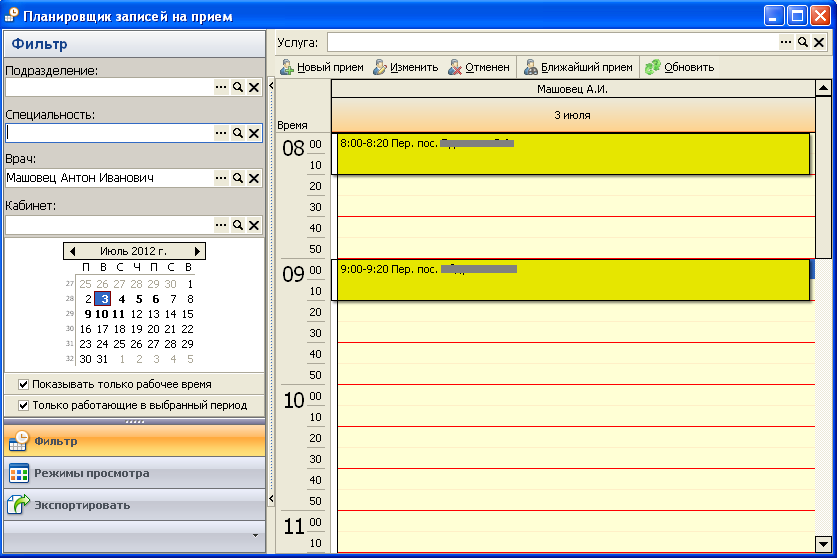 Планировщик записей на прием
Фильтр
Подразделение:
Специальность:
Врач:
Машовец Антон Иванович
Кабинет:
Июль 2012 г.
П В С Ч П С В
27 25 26 27 28 29 30 1
28 2 3 4 5 6 7 8
29 9 10 11 12 13 14 15
30 16 17 18 19 20 21 22
31 23 24 25 26 27 28 29
32 30 31 1 2 3 4 5
Показывать только рабочее время
Только работающие в выбранный период
Фильтр
Режимы просмотра
Экспортировать
Услуга:
Новый прием Изменить Отменен Ближайший прием Обновить
Машовец А.И.
Время
3 июля
08 00 8:00-8:20 Пер. пос.
10
20
30
40
50
09 00 9:00-9:20 Пер. пос.
10
20
30
40
50
10 00
10
20
30
40
50
11 00
10